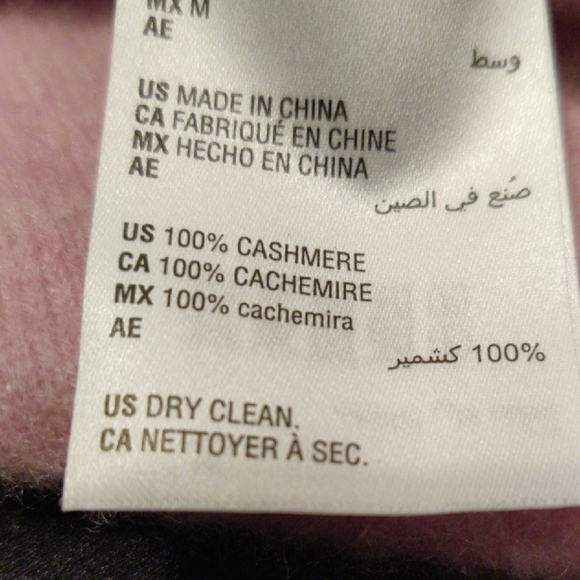 MX M
AE
وسط
US MADE IN CHINA
CA FABRIQUÉ EN CHINE
MX HECHO EN CHINA
AE
صُنع في الصين
US 100% CASHMERE
CA 100% CACHEMIRE
MX 100% cachemira
AE
100% كشمير
US DRY CLEAN.
CA NETTOYER À SEC.